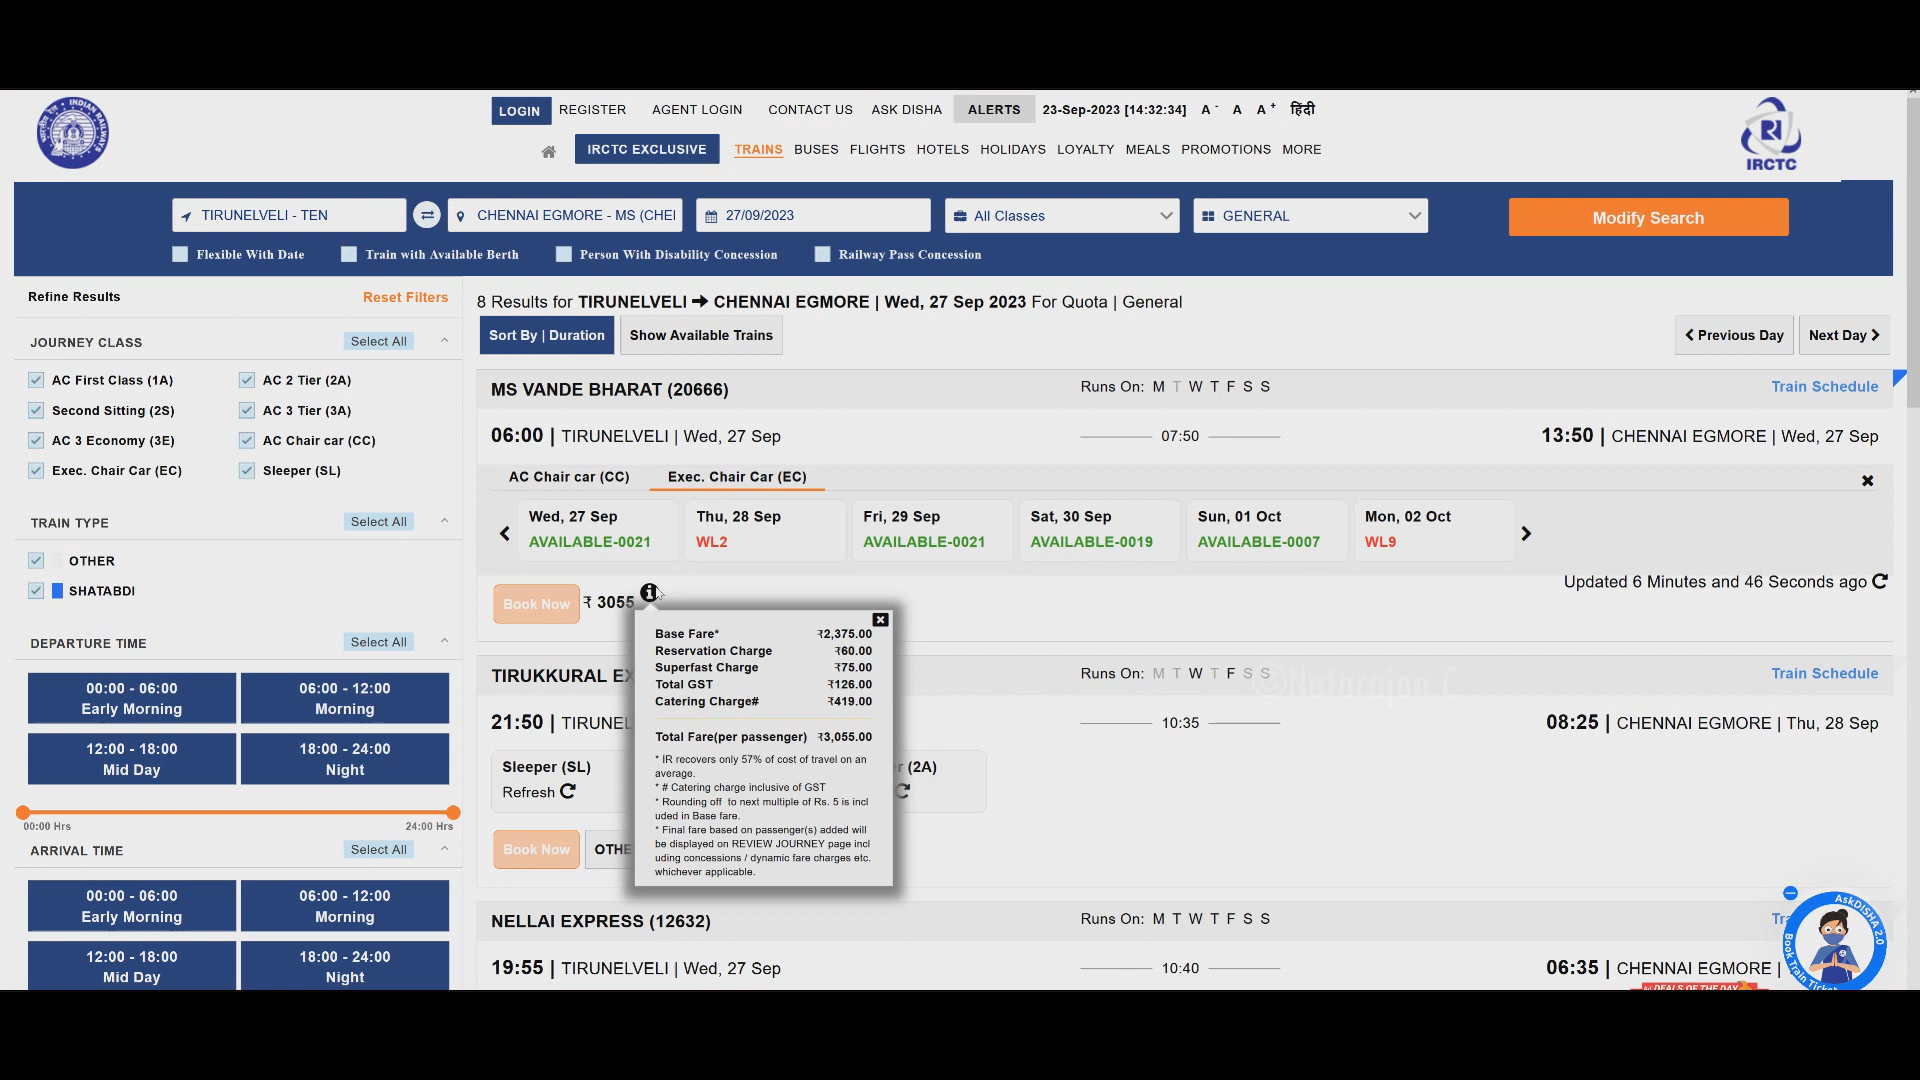 LOGIN REGISTER AGENT LOGIN CONTACT US ASK DISHA ALERTS 23-Sep-2023 [14:32:34] A - A A + हिंदी
INDIAN RAILWAYS
IRCTC
IRCTC EXCLUSIVE TRAINS BUSES FLIGHTS HOTELS HOLIDAYS LOYALTY MEALS PROMOTIONS MORE
TIRUNELVELI - TEN CHENNAI EGMORE - MS (CHEI 27/09/2023 All Classes GENERAL Modify Search
Flexible With Date Train with Available Berth Person With Disability Concession Railway Pass Concession
Refine Results Reset Filters
JOURNEY CLASS Select All
AC First Class (1A) AC 2 Tier (2A)
Second Sitting (2S) AC 3 Tier (3A)
AC 3 Economy (3E) AC Chair car (CC)
Exec. Chair Car (EC) Sleeper (SL)
TRAIN TYPE Select All
OTHER
SHATABDI
DEPARTURE TIME Select All
00:00 - 06:00 06:00 - 12:00
Early Morning Morning
12:00 - 18:00 18:00 - 24:00
Mid Day Night
00:00 Hrs 24:00 Hrs
ARRIVAL TIME Select All
00:00 - 06:00 06:00 - 12:00
Early Morning Morning
12:00 - 18:00 18:00 - 24:00
Mid Day Night
8 Results for TIRUNELVELI ➔ CHENNAI EGMORE | Wed, 27 Sep 2023 For Quota | General
Sort By | Duration Show Available Trains Previous Day Next Day
MS VANDE BHARAT (20666) Runs On: M T W T F S S Train Schedule
06:00 | TIRUNELVELI | Wed, 27 Sep 07:50 13:50 | CHENNAI EGMORE | Wed, 27 Sep
AC Chair car (CC) Exec. Chair Car (EC)
Wed, 27 Sep Thu, 28 Sep Fri, 29 Sep Sat, 30 Sep Sun, 01 Oct Mon, 02 Oct
AVAILABLE-0021 WL2 AVAILABLE-0021 AVAILABLE-0019 AVAILABLE-0007 WL9
Book Now ₹ 3055 Updated 6 Minutes and 46 Seconds ago
Base Fare* ₹2,375.00
Reservation Charge ₹60.00
Superfast Charge ₹75.00
Total GST ₹126.00
Catering Charge# ₹419.00
Total Fare(per passenger) ₹3,055.00
* IR recovers only 57% of cost of travel on an
average.
* # Catering charge inclusive of GST
* Rounding off to next multiple of Rs. 5 is incl
uded in Base fare.
* Final fare based on passenger(s) added will
be displayed on REVIEW JOURNEY page incl
uding concessions / dynamic fare charges etc.
whichever applicable.
TIRUKKURAL EX Runs On: M T W T F S S Train Schedule
©Natarajan.C
21:50 | TIRUNEL 10:35 08:25 | CHENNAI EGMORE | Thu, 28 Sep
Sleeper (SL) r (2A)
Refresh
Book Now OTHE
NELLAI EXPRESS (12632) Runs On: M T W T F S S Tra
19:55 | TIRUNELVELI | Wed, 27 Sep 10:40 06:35 | CHENNAI EGMORE |
AskDISHA 2.0
Book Train Ticket
DEALS OF THE DAY